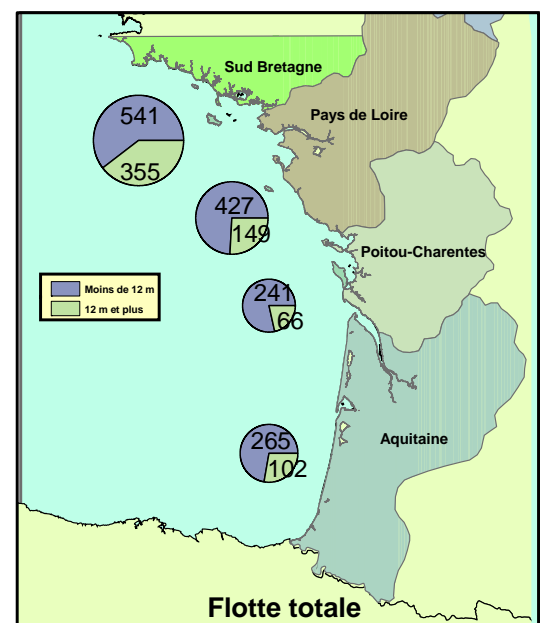 Sud Bretagne
541
Pays de Loire
355
427
149
Poitou-Charentes
Moins de 12 m
241
12 m et plus
66
265
Aquitaine
102
Flotte totale